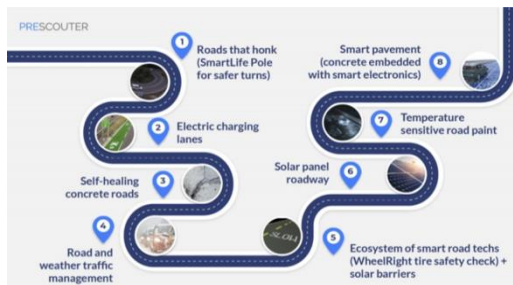 PRESCOUTER
1
Roads that honk
(SmartLife Pole
for safer turns)
2
Electric charging
lanes
3
Self-healing
concrete roads
4
Road and
weather traffic
management
5
Ecosystem of smart road techs
(WheelRight tire safety check) +
solar barriers
SLOW
6
Solar panel
roadway
7
Temperature
sensitive road paint
8
Smart pavement
(concrete embedded
with smart electronics)